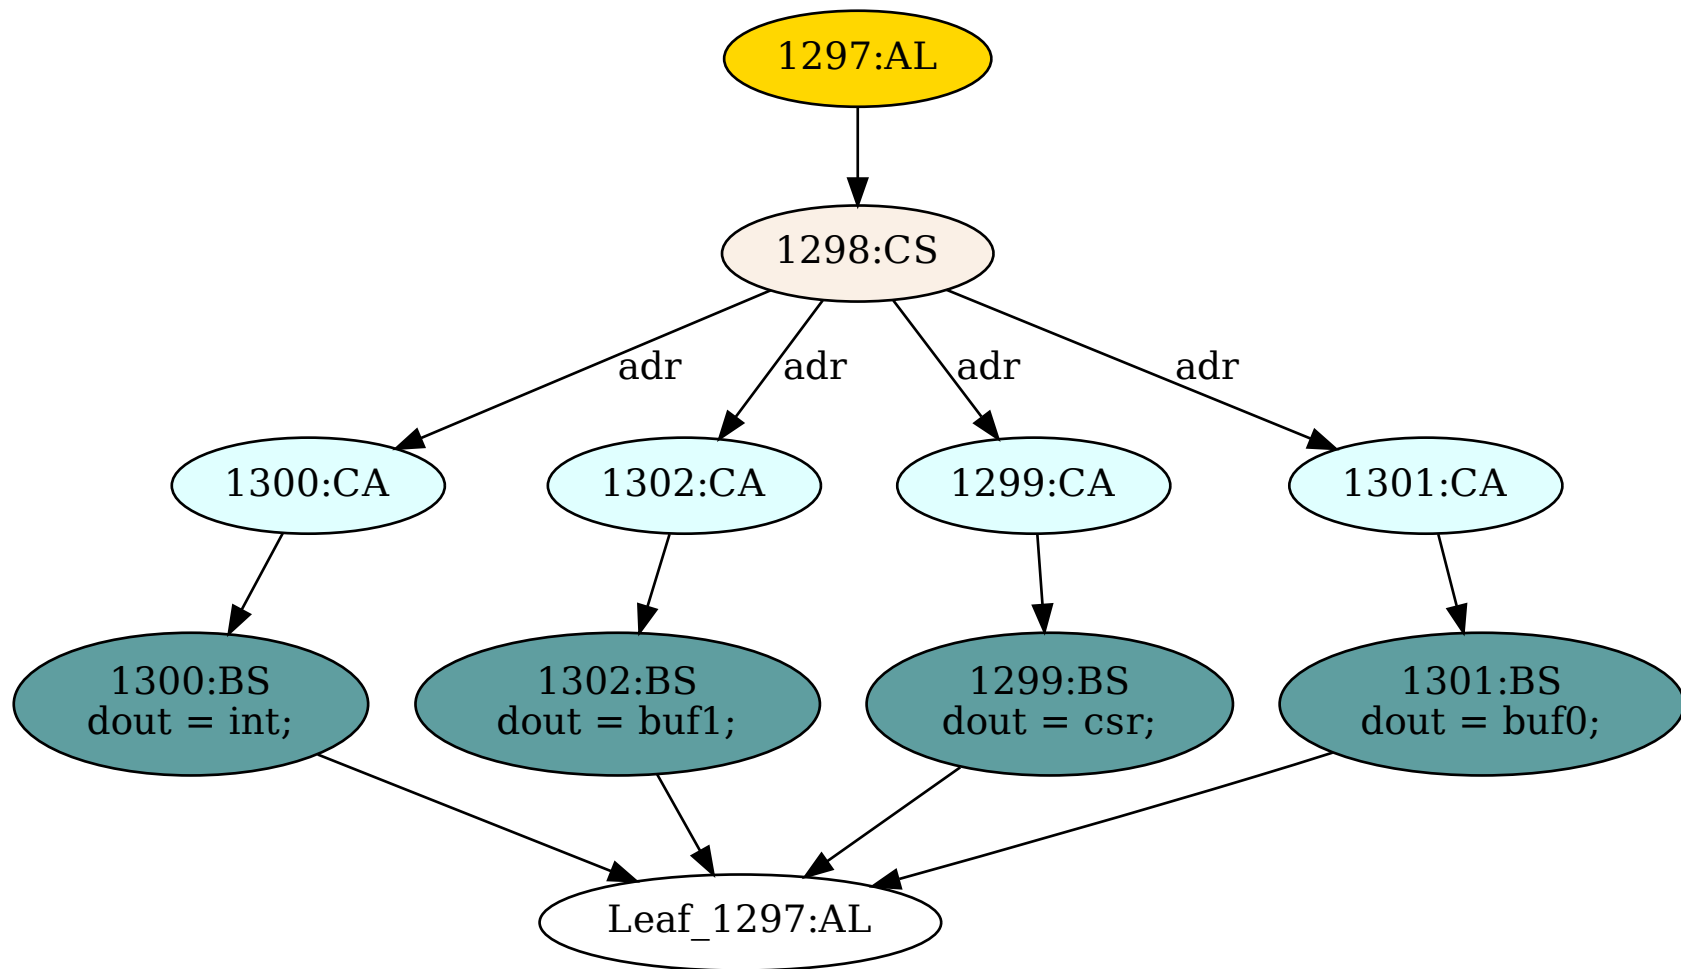 1297:AL
1298:CS
adr
adr
adr
adr
1300:CA
1302:CA
1299:CA
1301:CA
1300:BS
dout = int;
1302:BS
dout = buf1;
1299:BS
dout = csr;
1301:BS
dout = buf0;
Leaf_1297:AL